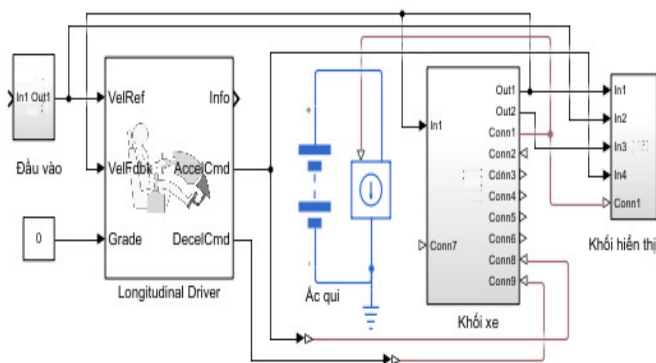 In1 Out1
Đầu vào
0
VelRef
Info
VelFdbk
AccelCmd
Grade
DecelCmd
Longitudinal Driver
+
-
Ắc qui
In1
Conn7
Out1
Out2
Conn1
Conn2
Conn3
Conn4
Conn5
Conn6
Conn8
Conn9
Khối xe
In1
In2
In3
In4
Conn1
Khối hiển thị